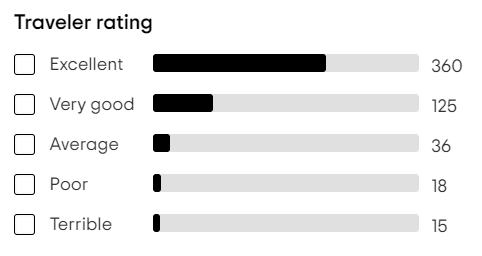 Traveler rating
Excellent 360
Very good 125
Average 36
Poor 18
Terrible 15